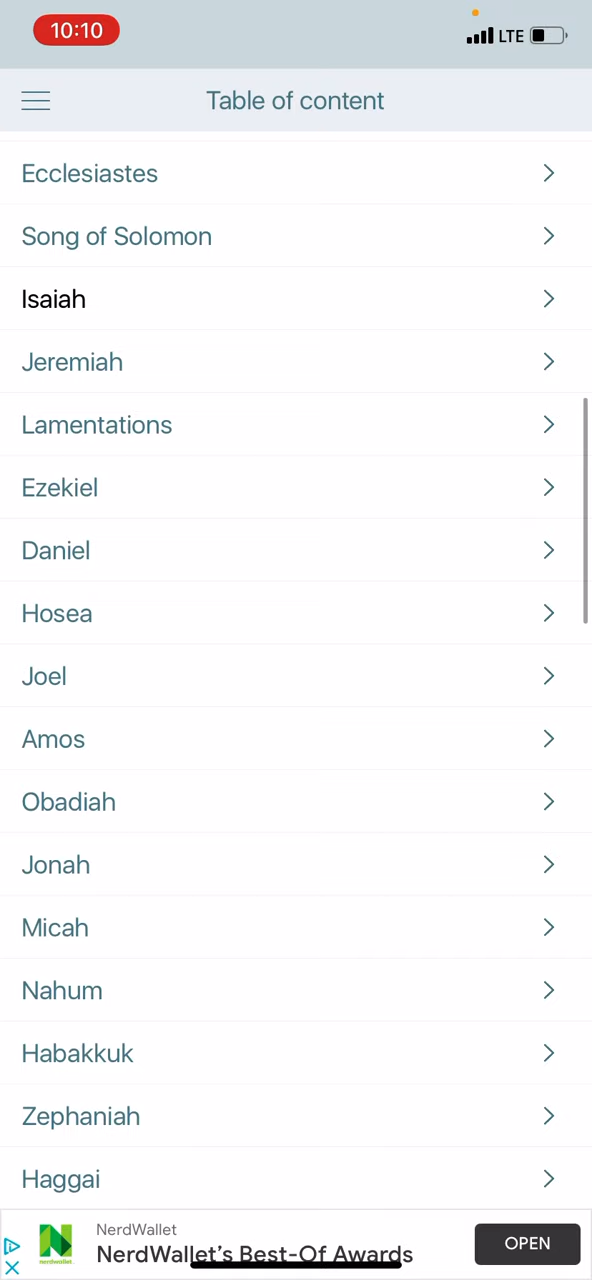 10:10
LTE
Table of content
Ecclesiastes
Song of Solomon
Isaiah
Jeremiah
Lamentations
Ezekiel
Daniel
Hosea
Joel
Amos
Obadiah
Jonah
Micah
Nahum
Habakkuk
Zephaniah
Haggai
NerdWallet
NerdWallet's Best-Of Awards
nerdwallet
OPEN